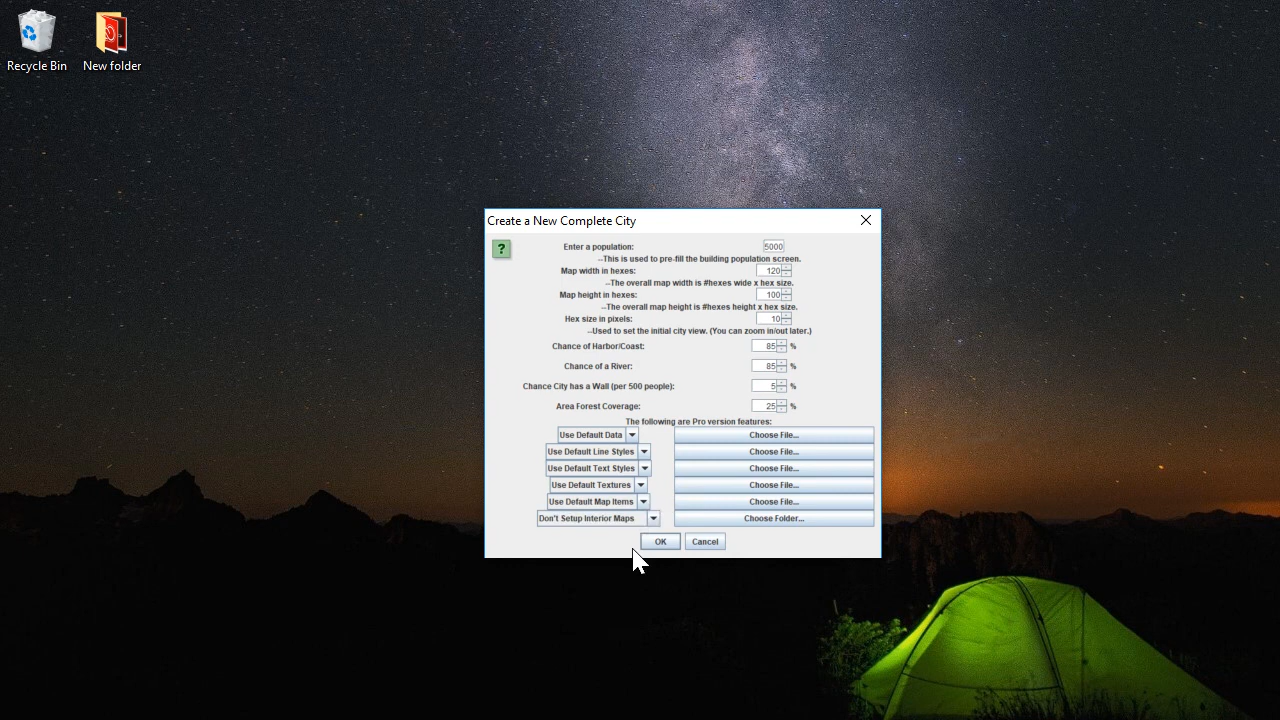 Recycle Bin
New folder
Create a New Complete City
?
Enter a population: 5000
--This is used to pre-fill the building population screen.
Map width in hexes: 120
--The overall map width is #hexes wide x hex size.
Map height in hexes: 100
--The overall map height is #hexes height x hex size.
Hex size in pixels: 10
--Used to set the initial city view. (You can zoom in/out later.)
Chance of Harbor/Coast: 85 %
Chance of a River: 85 %
Chance City has a Wall (per 500 people): 5 %
Area Forest Coverage: 25 %
The following are Pro version features:
Use Default Data Choose File...
Use Default Line Styles Choose File...
Use Default Text Styles Choose File...
Use Default Textures Choose File...
Use Default Map Items Choose File...
Don't Setup Interior Maps Choose Folder...
OK Cancel